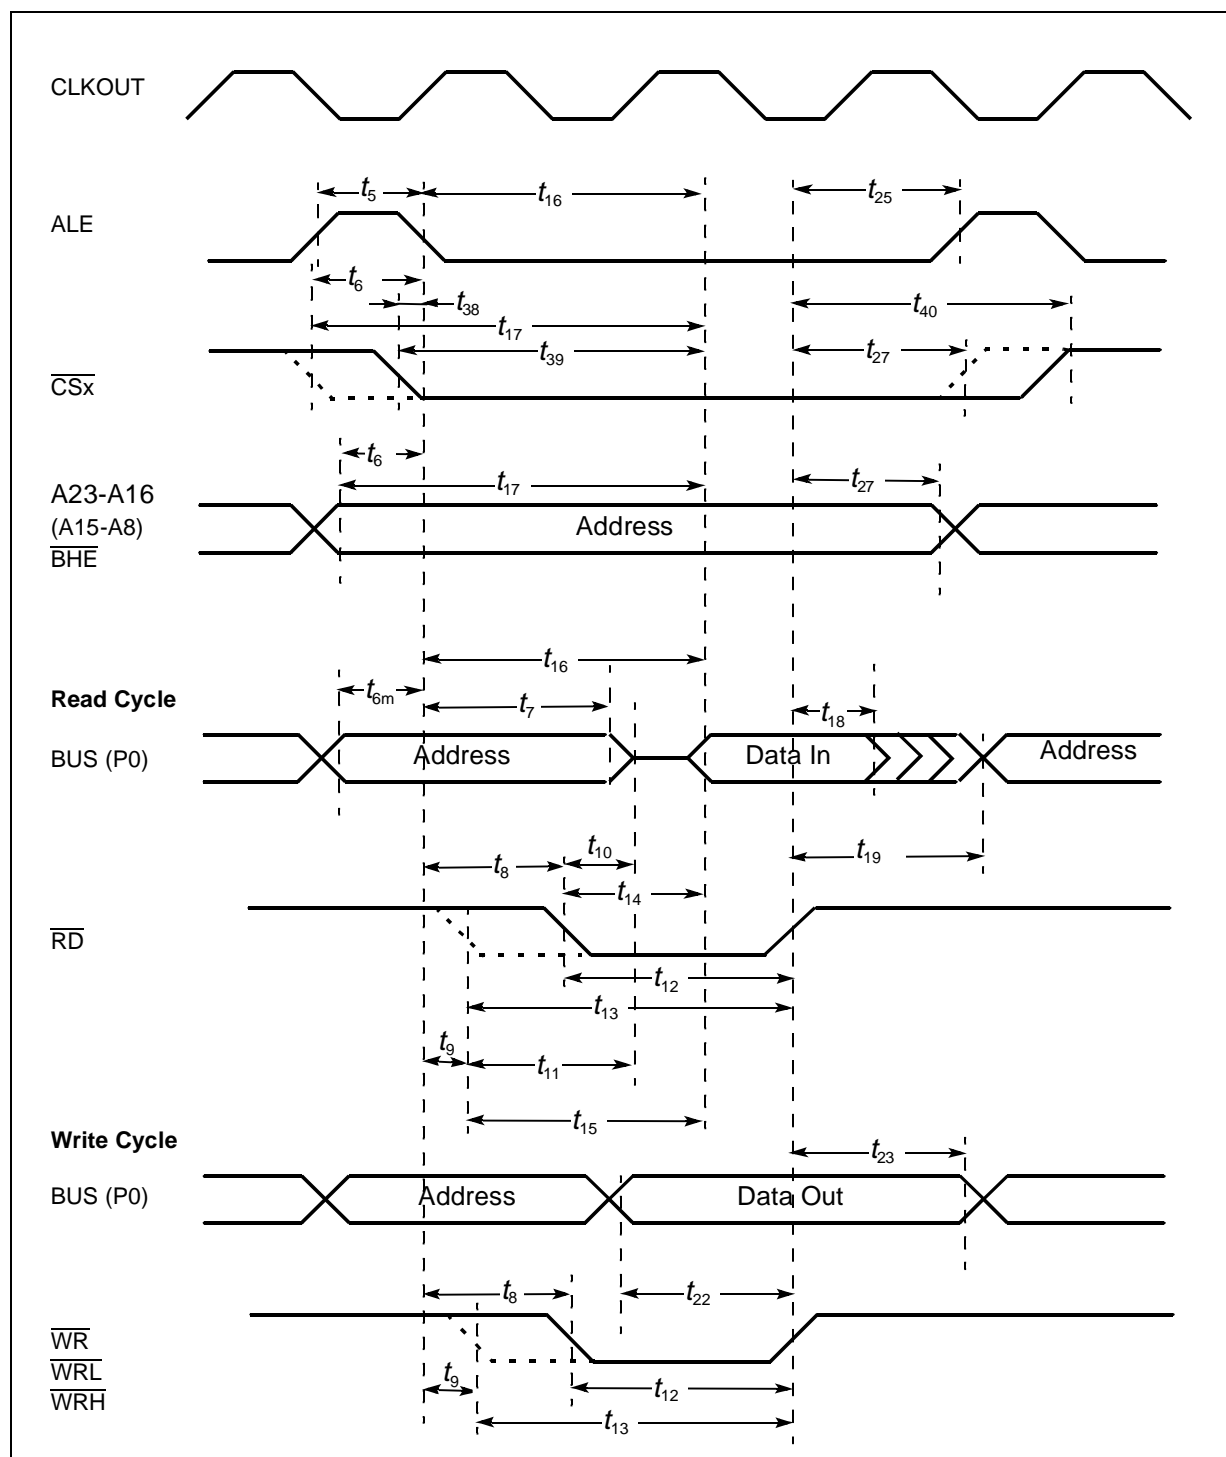 CLKOUT
t5 t16 t25
ALE
t6
t38 t40
t17
t39 t27
CSx
t6
t17 t27
A23-A16
(A15-A8) Address
BHE
t16
Read Cycle t6m t7 t18
BUS (P0) Address Data In Address
t8 t10 t19
t14
RD
t12
t13
t9 t11
t15
Write Cycle
t23
BUS (P0) Address Data Out
t8 t22
WR
WRL t9 t12
WRH
t13